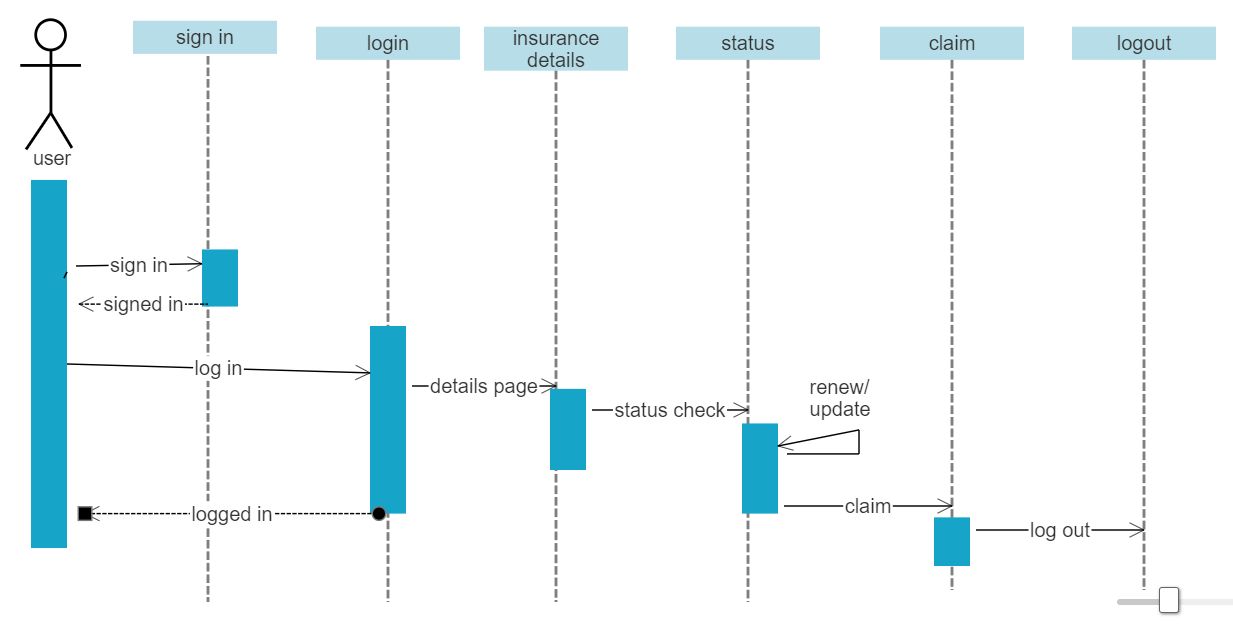 sign in
login
insurance
details
status
claim
logout
user
sign in
signed in
log in
details page
status check
renew/
update
claim
logged in
log out